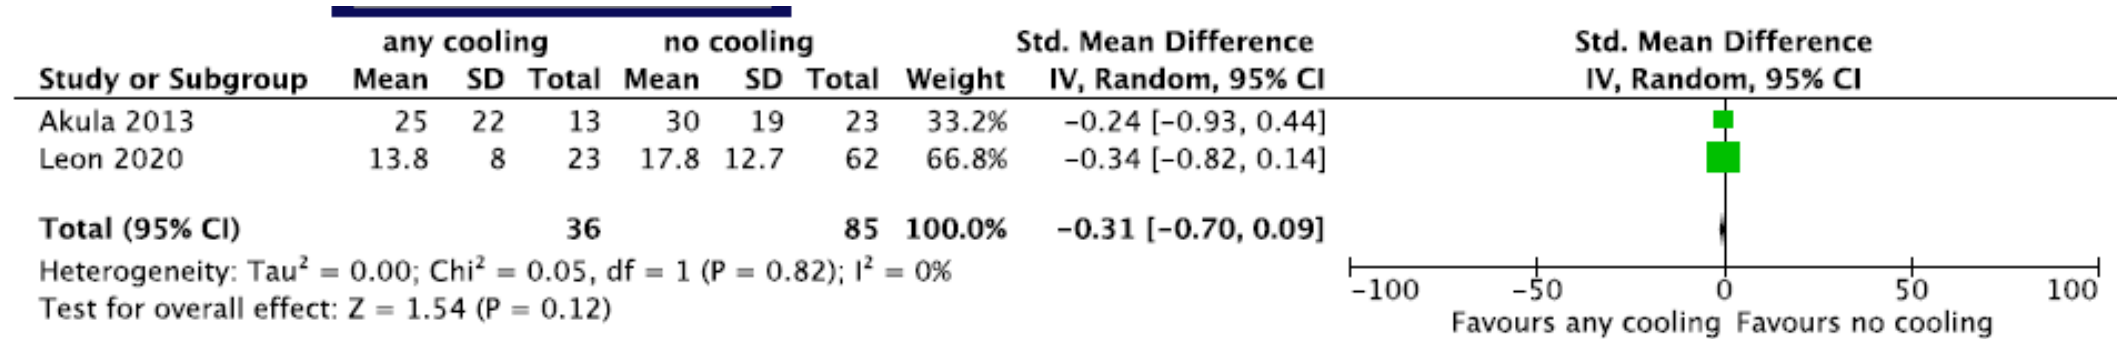 any cooling no cooling Std. Mean Difference Std. Mean Difference
Study or Subgroup Mean SD Total Mean SD Total Weight IV, Random, 95% CI IV, Random, 95% CI
Akula 2013 25 22 13 30 19 23 33.2% −0.24 [−0.93, 0.44]
Leon 2020 13.8 8 23 17.8 12.7 62 66.8% −0.34 [−0.82, 0.14]
Total (95% CI) 36 85 100.0% −0.31 [−0.70, 0.09]
Heterogeneity: Tau² = 0.00; Chi² = 0.05, df = 1 (P = 0.82); I² = 0%
Test for overall effect: Z = 1.54 (P = 0.12)
−100 −50 0 50 100
Favours any cooling Favours no cooling